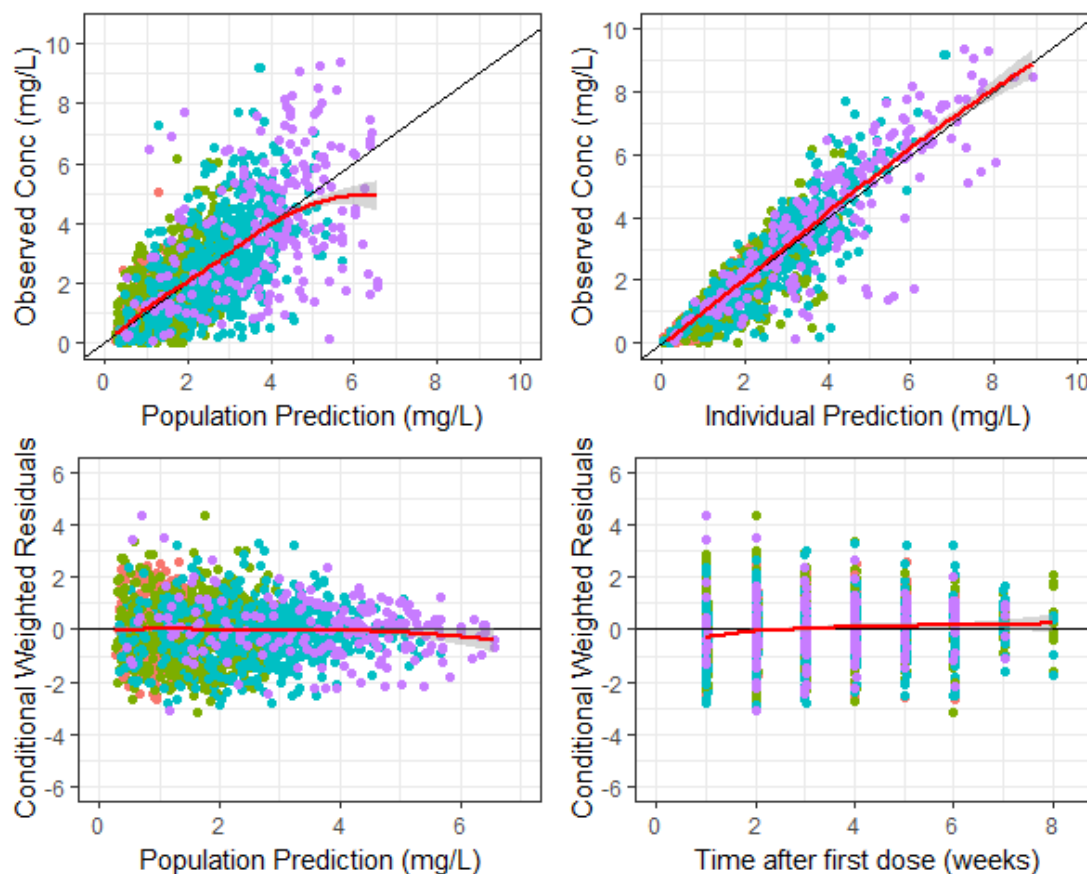 Observed Conc (mg/L)
10
8
6
4
2
0
0 2 4 6 8 10
Population Prediction (mg/L)
Observed Conc (mg/L)
10
8
6
4
2
0
0 2 4 6 8 10
Individual Prediction (mg/L)
Conditional Weighted Residuals
6
4
2
0
-2
-4
-6
0 2 4 6
Population Prediction (mg/L)
Conditional Weighted Residuals
6
4
2
0
-2
-4
-6
0 2 4 6 8
Time after first dose (weeks)